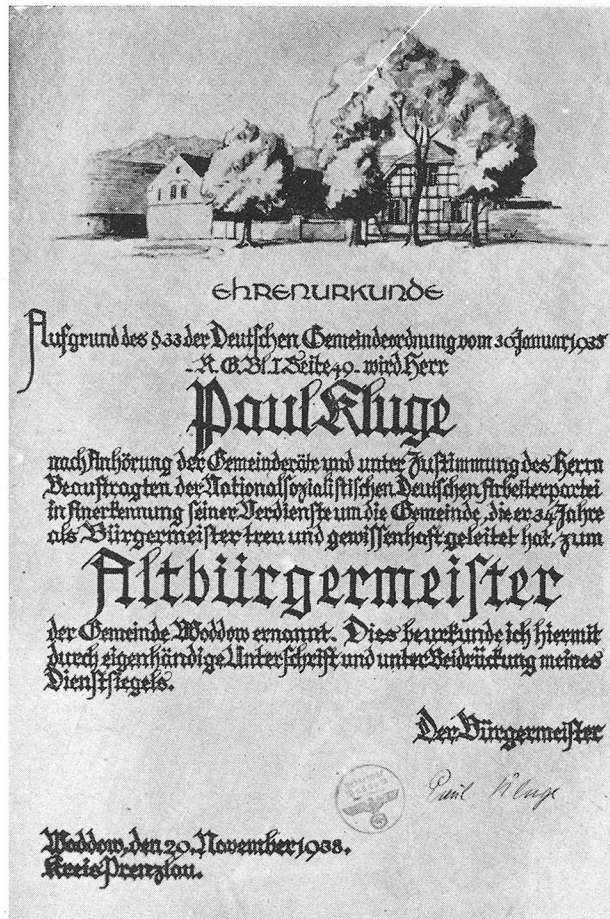 EHRENURKUNDE
Aufgrund des § 33 der Deutschen Gemeindeordnung vom 30. Januar 1935
- R. G. Bl. I. Seite 49 - wird Herr
Paul Kluge
nach Anhörung der Gemeinderäte und unter Zustimmung des Herrn
Beauftragten der Nationalsozialistischen Deutschen Arbeiterpartei
in Anerkennung seiner Verdienste um die Gemeinde, die er 34 Jahre
als Bürgermeister treu und gewissenhaft geleitet hat, zum
Altbürgermeister
der Gemeinde Woddow ernannt. Dies beurkunde ich hiermit
durch eigenhändige Unterschrift und unter Beidrückung meines
Dienstsiegels.
Der Bürgermeister
Paul Kluge
Woddow, den 29. November 1938.
Kreis Prenzlau.